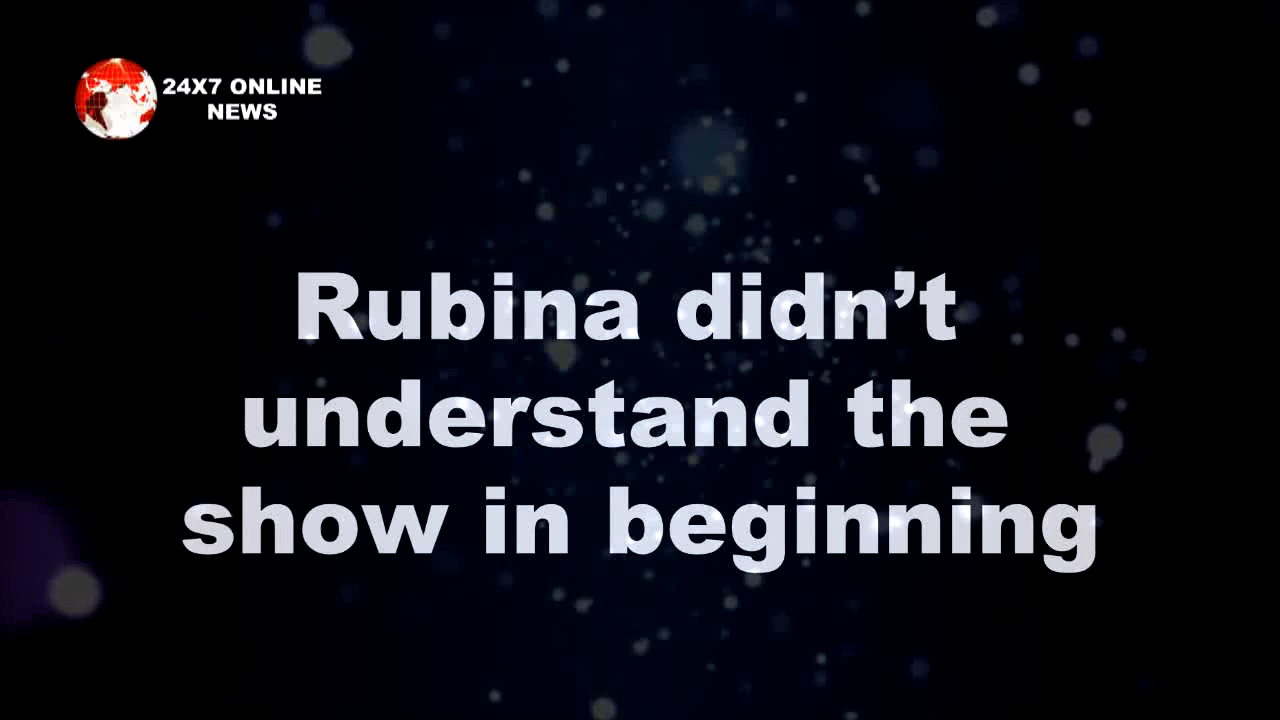 24X7 ONLINE
NEWS
Rubina didn’t
understand the
show in beginning